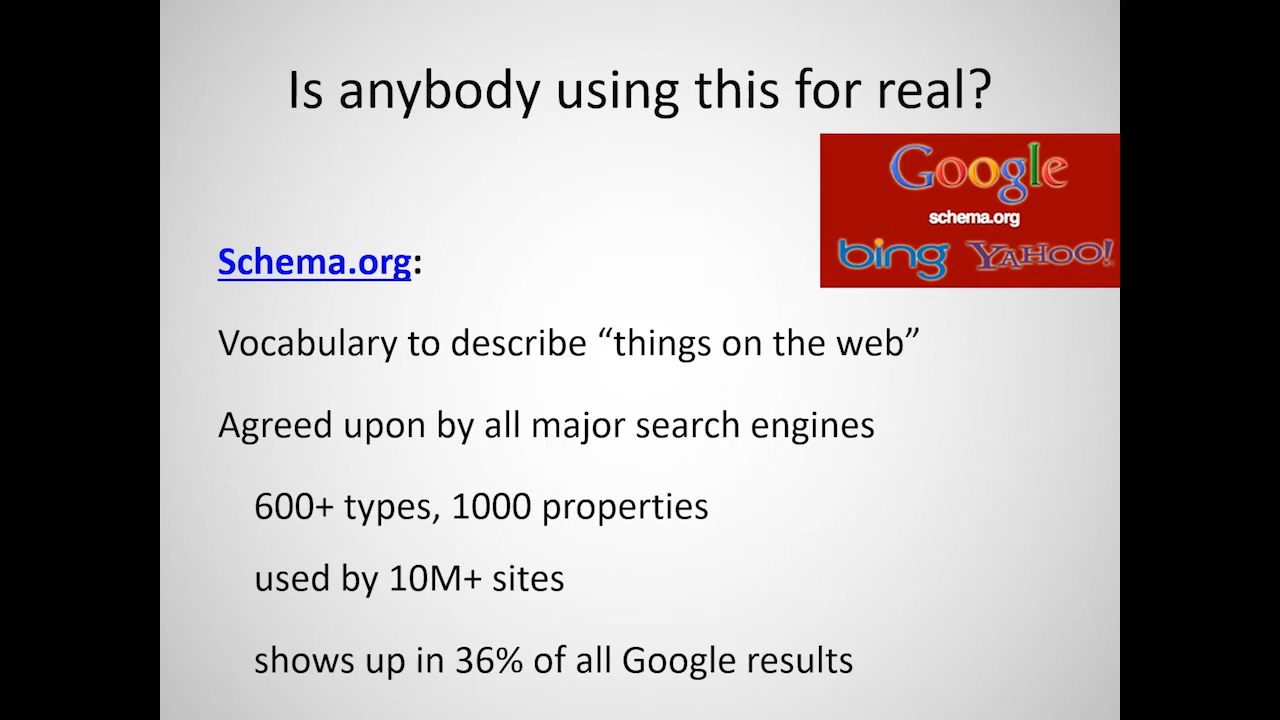 Is anybody using this for real?
Google
schema.org
bing YAHOO!
Schema.org:
Vocabulary to describe “things on the web”
Agreed upon by all major search engines
600+ types, 1000 properties
used by 10M+ sites
shows up in 36% of all Google results